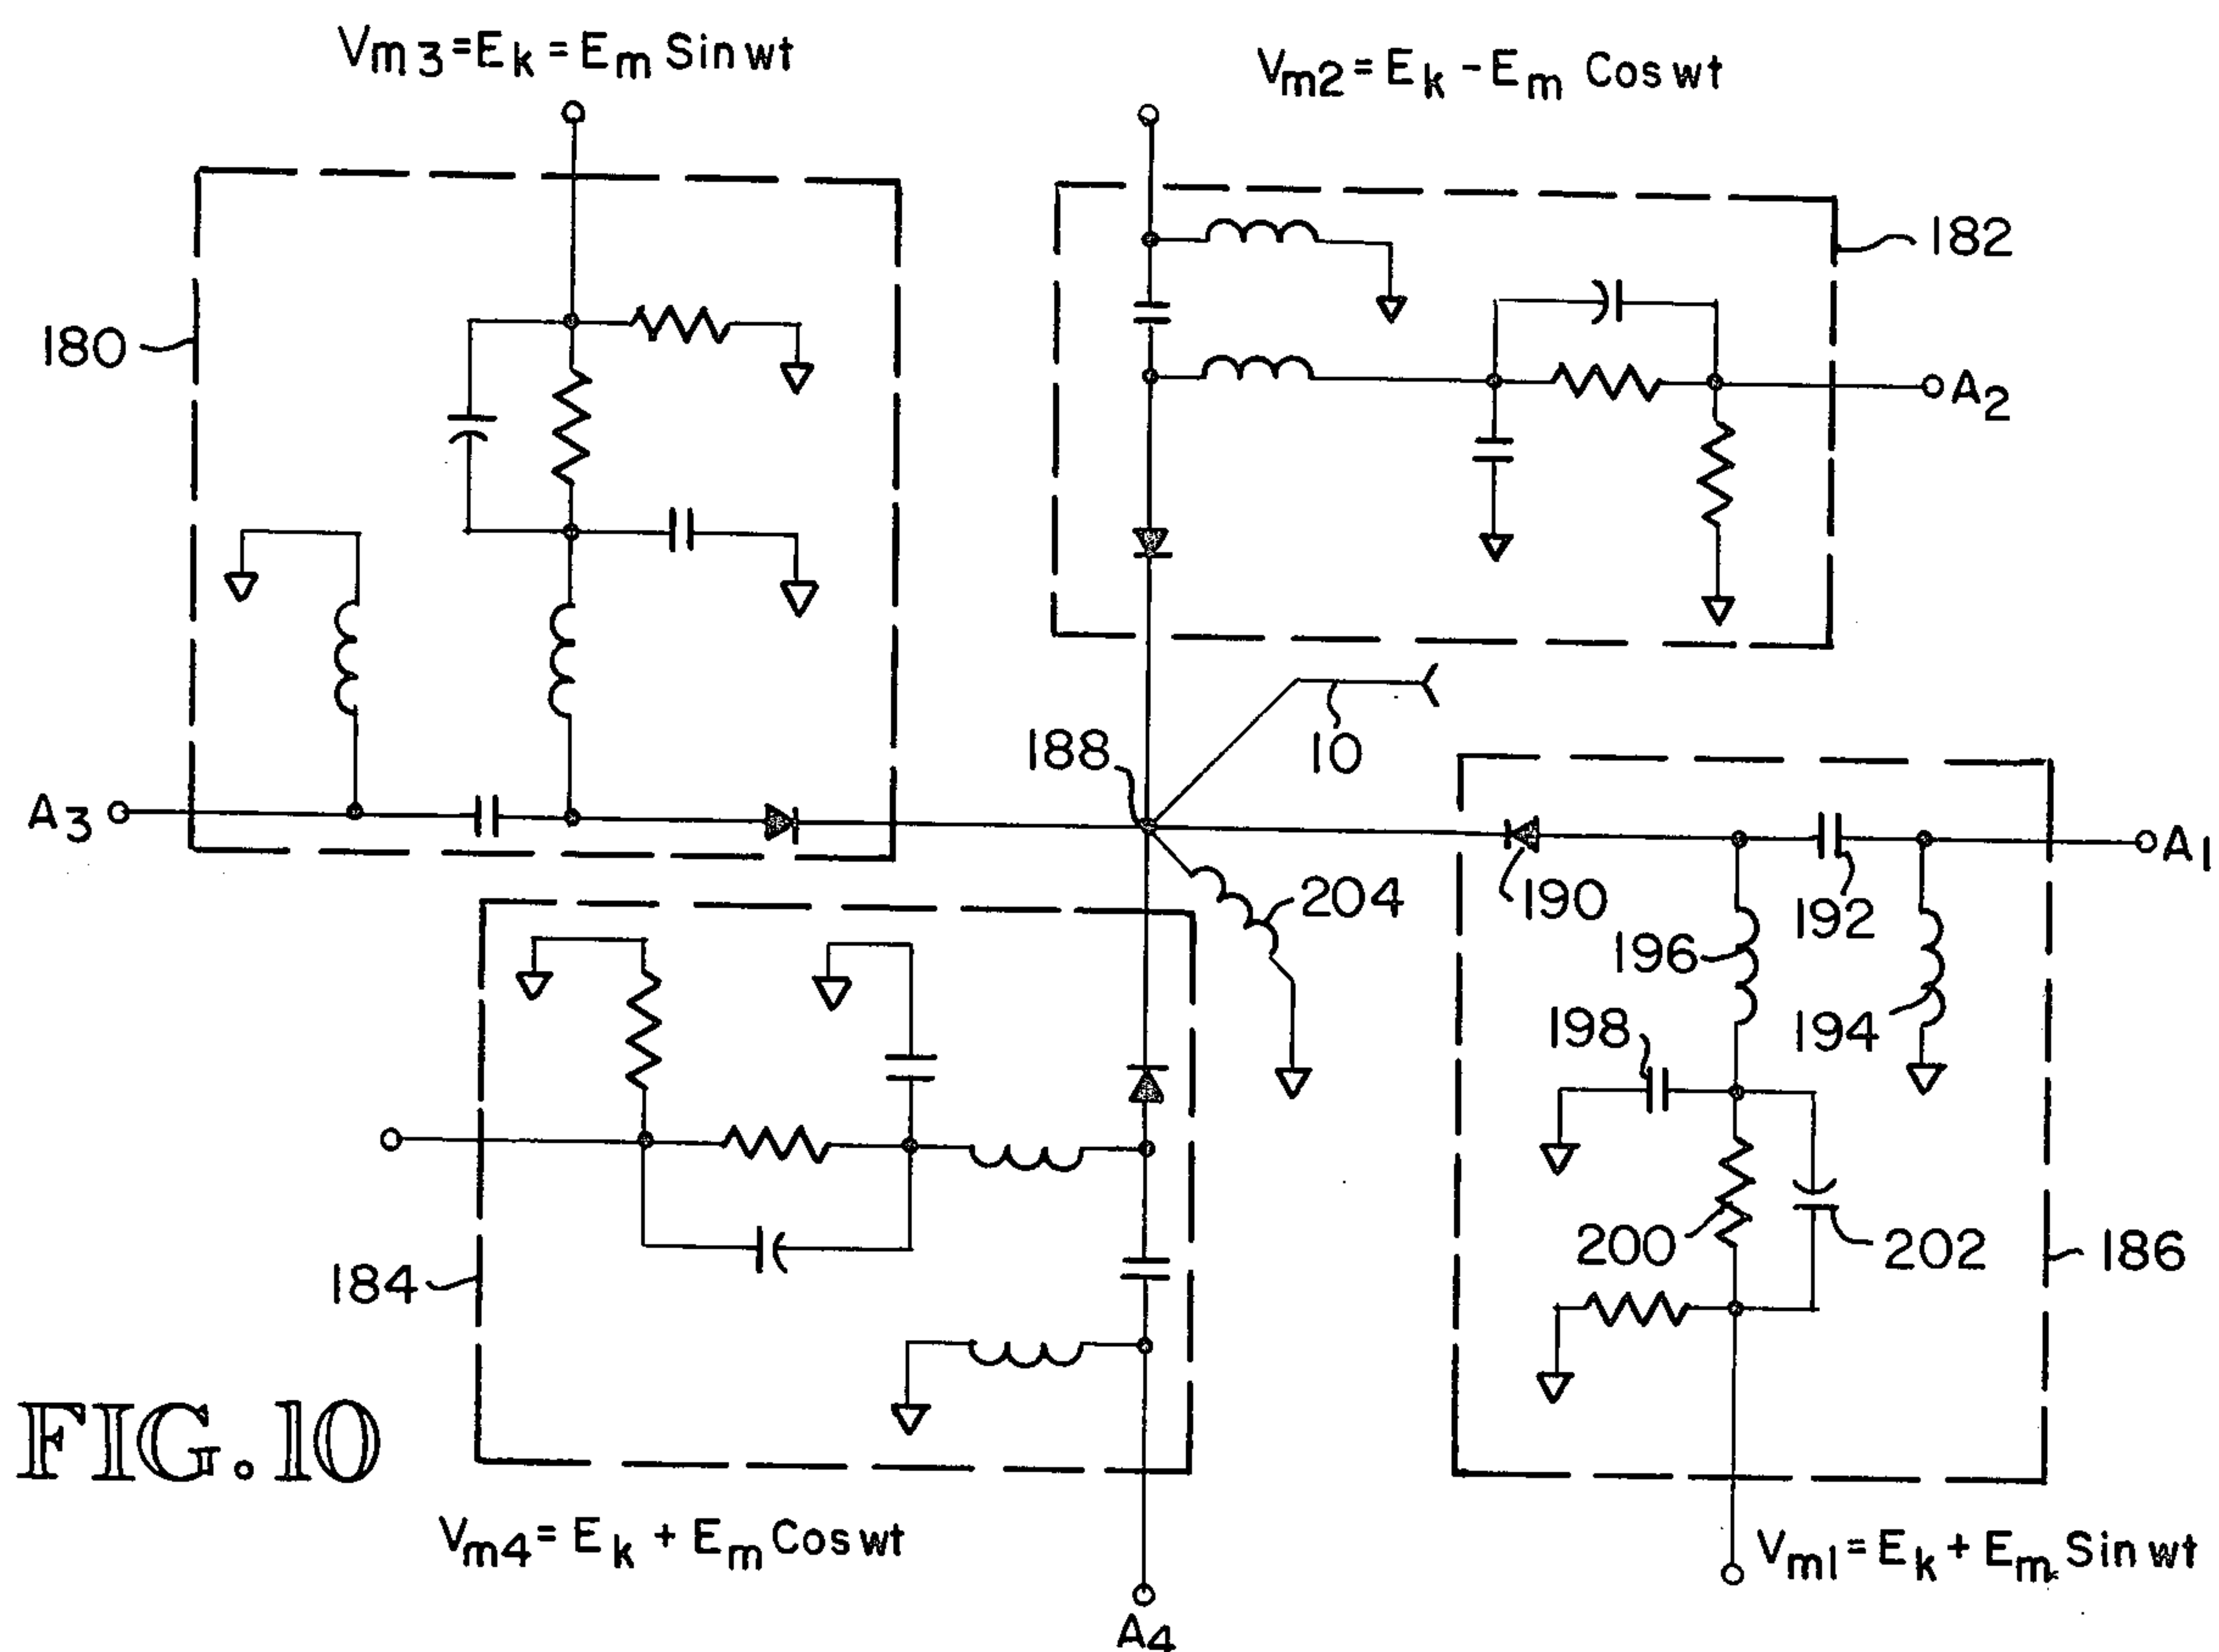 Vm3=Ek=Em Sin wt
Vm2=Ek-Em Cos wt
182
180
A2
10
188
A3
A1
190
192
204
196
194
198
200
202
186
184
FIG.10
Vm4=Ek+Em Cos wt
Vm1=Ek+Em Sin wt
A4